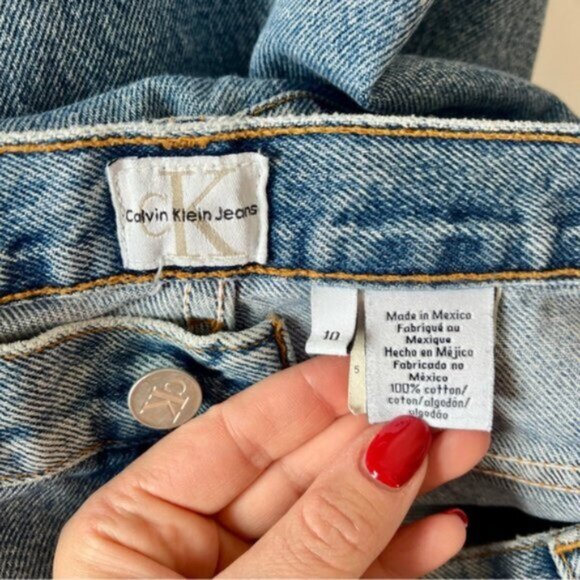 cK
Calvin Klein Jeans
10
5
Made in Mexico
Fabriqué au
Mexique
Hecho en Méjico
Fabricado no
México
100% cotton/
coton/algodón/
algodão
CK